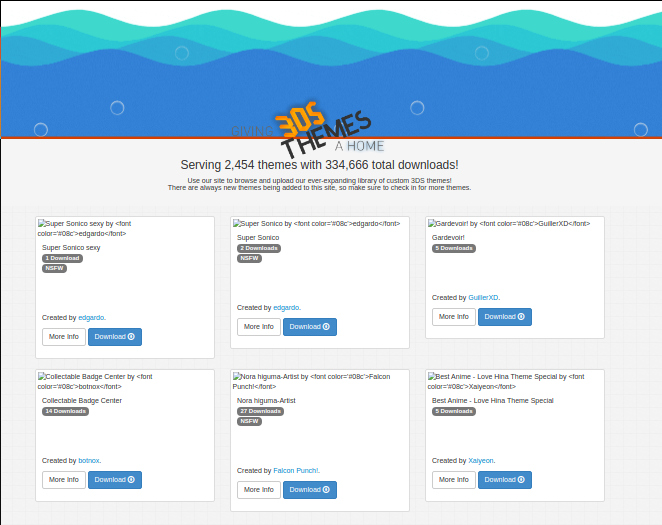 GIVING
3DS
THEMES
A HOME
Serving 2,454 themes with 334,666 total downloads!
Use our site to browse and upload our ever-expanding library of custom 3DS themes!
There are always new themes being added to this site, so make sure to check in for more themes.
Super Sonico sexy by <font
color='#08c'>edgardo</font>
Super Sonico sexy
1 Download
NSFW
Created by edgardo.
More Info Download
Super Sonico by <font color='#08c'>edgardo</font>
Super Sonico
2 Downloads
NSFW
Created by edgardo.
More Info Download
Gardevoir! by <font color='#08c'>GuillerXD</font>
Gardevoir!
5 Downloads
Created by GuillerXD.
More Info Download
Collectable Badge Center by <font
color='#08c'>botnox</font>
Collectable Badge Center
14 Downloads
Created by botnox.
More Info Download
Nora higuma-Artist by <font color='#08c'>Falcon
Punch!</font>
Nora higuma-Artist
27 Downloads
NSFW
Created by Falcon Punch!.
More Info Download
Best Anime - Love Hina Theme Special by <font
color='#08c'>Xaiyeon</font>
Best Anime - Love Hina Theme Special
5 Downloads
Created by Xaiyeon.
More Info Download